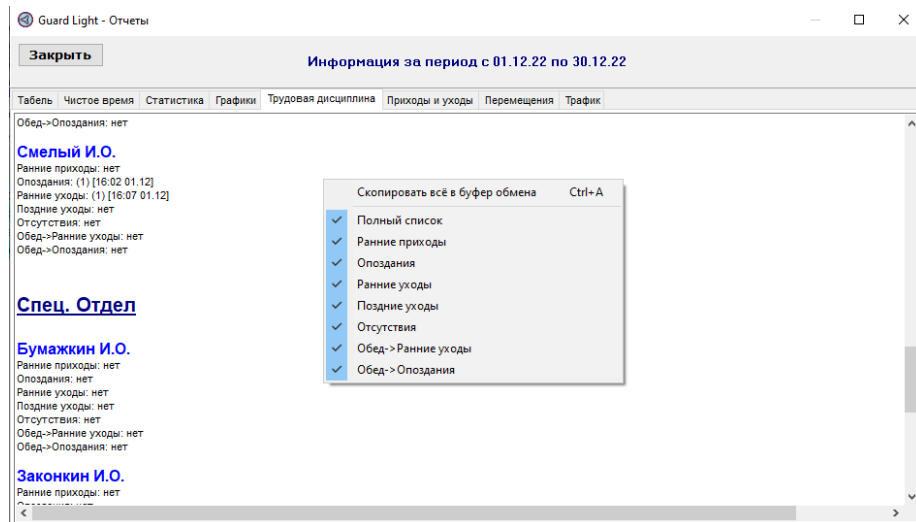 Guard Light - Отчеты
Закрыть
Информация за период с 01.12.22 по 30.12.22
Табель Чистое время Статистика Графики Трудовая дисциплина Приходы и уходы Перемещения Трафик
Обед->Опоздания: нет
Смелый И.О.
Ранние приходы: нет
Опоздания: (1) [16:02 01.12]
Ранние уходы: (1) [16:07 01.12]
Поздние уходы: нет
Отсутствия: нет
Обед->Ранние уходы: нет
Обед->Опоздания: нет
Спец. Отдел
Бумажкин И.О.
Ранние приходы: нет
Опоздания: нет
Ранние уходы: нет
Поздние уходы: нет
Отсутствия: нет
Обед->Ранние уходы: нет
Обед->Опоздания: нет
Законкин И.О.
Ранние приходы: нет
Скопировать всё в буфер обмена Ctrl+A
Полный список
Ранние приходы
Опоздания
Ранние уходы
Поздние уходы
Отсутствия
Обед->Ранние уходы
Обед->Опоздания